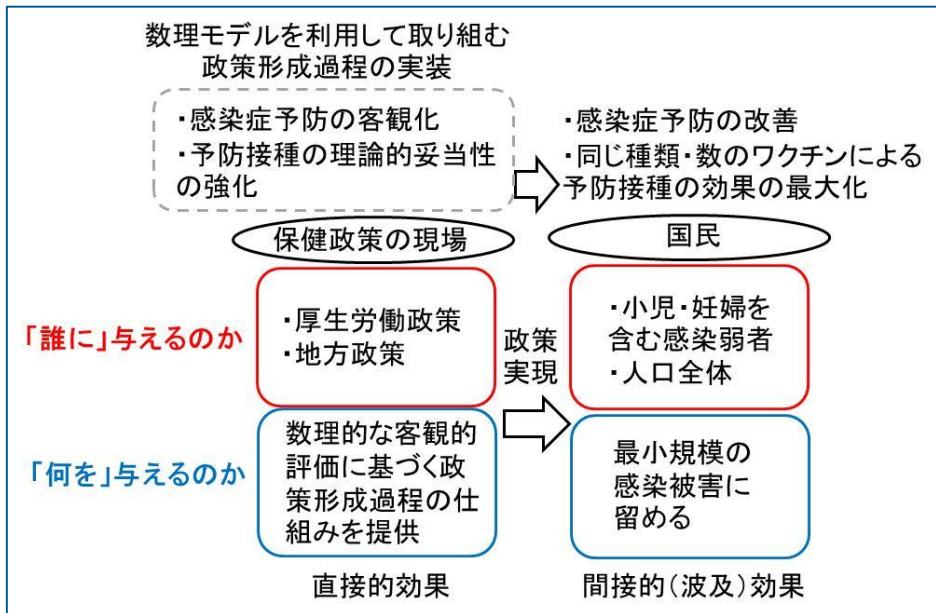 数理モデルを利用して取り組む
政策形成過程の実装
・感染症予防の客観化
・予防接種の理論的妥当性
の強化
・感染症予防の改善
・同じ種類・数のワクチンによる
予防接種の効果の最大化
保健政策の現場
国民
「誰に」与えるのか
・厚生労働政策
・地方政策
政策
実現
・小児・妊婦を
含む感染弱者
・人口全体
「何を」与えるのか
数理的な客観的
評価に基づく政
策形成過程の仕
組みを提供
最小規模の
感染被害に
留める
直接的効果
間接的（波及）効果